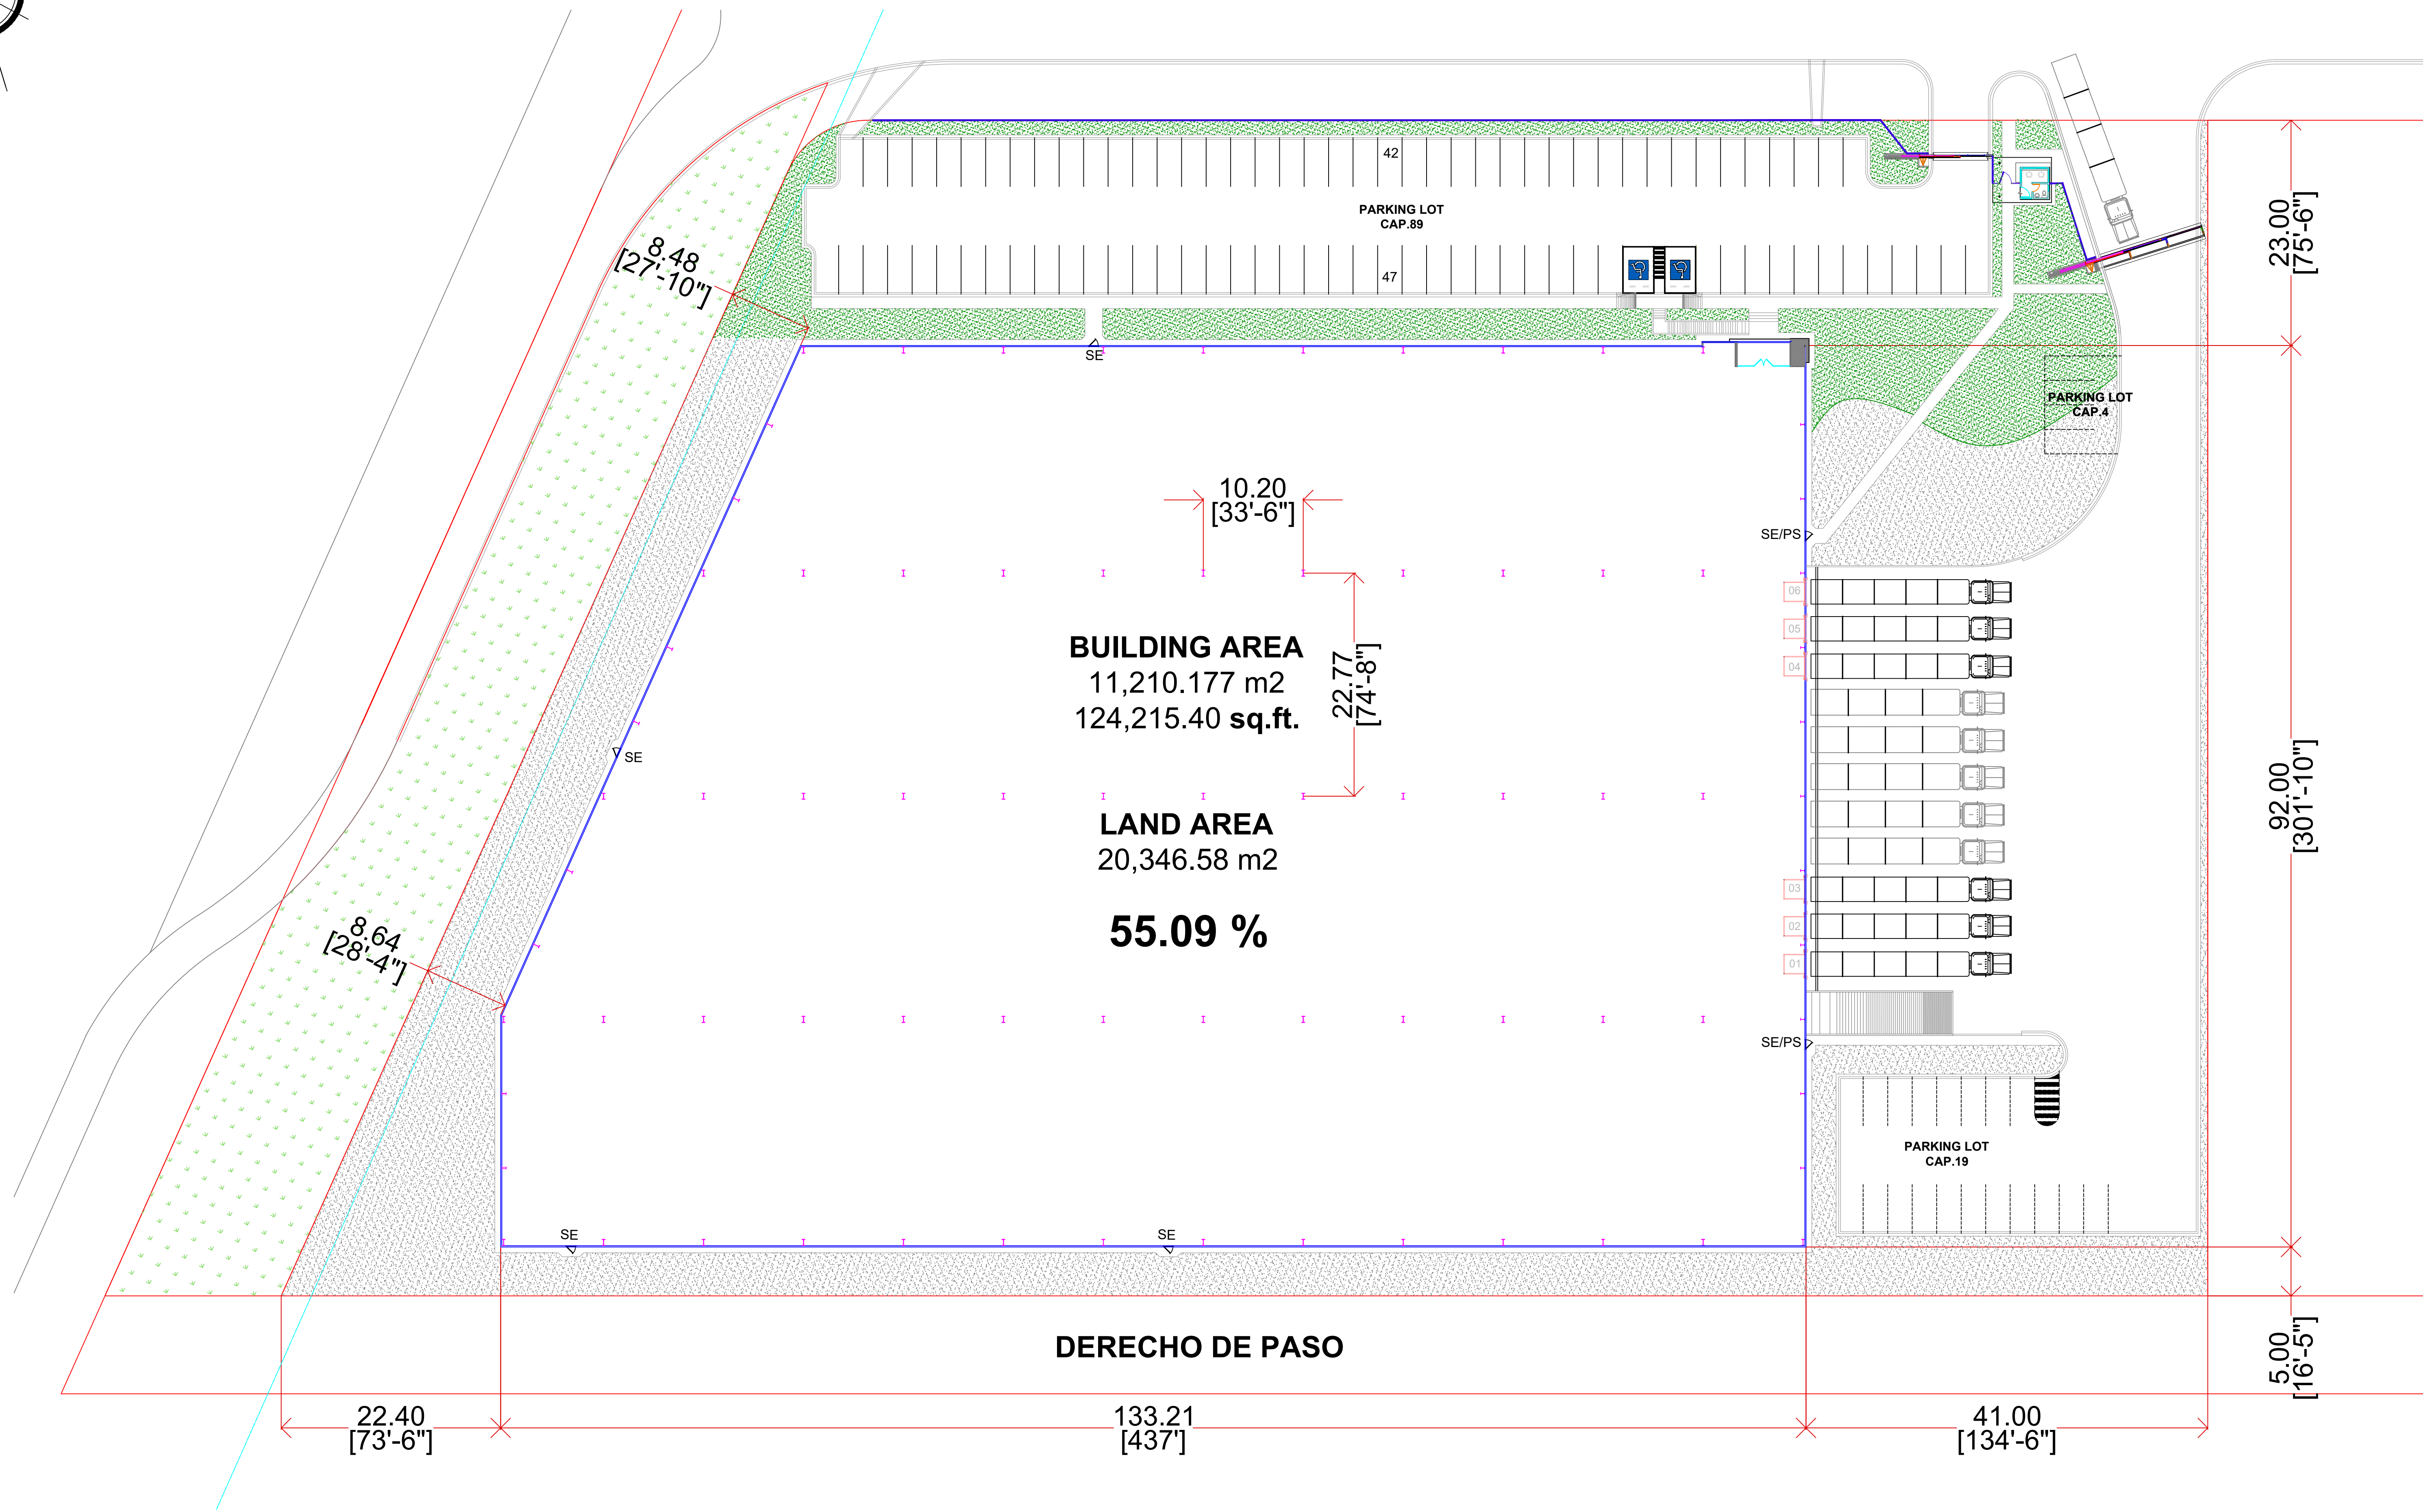 42
PARKING LOT
CAP.89
47
23.00
[75'-6"]
8.48
[27'-10"]
SE
PARKING LOT
CAP.4
10.20
[33'-6"]
SE/PS
06
05
04
BUILDING AREA
11,210.177 m2
124,215.40 sq.ft.
22.77
[74'-8"]
SE
92.00
[301'-10"]
LAND AREA
20,346.58 m2
55.09 %
03
02
01
8.64
[28'-4"]
SE/PS
PARKING LOT
CAP.19
SE
SE
DERECHO DE PASO
5.00
[16'-5"]
22.40
[73'-6"]
133.21
[437']
41.00
[134'-6"]